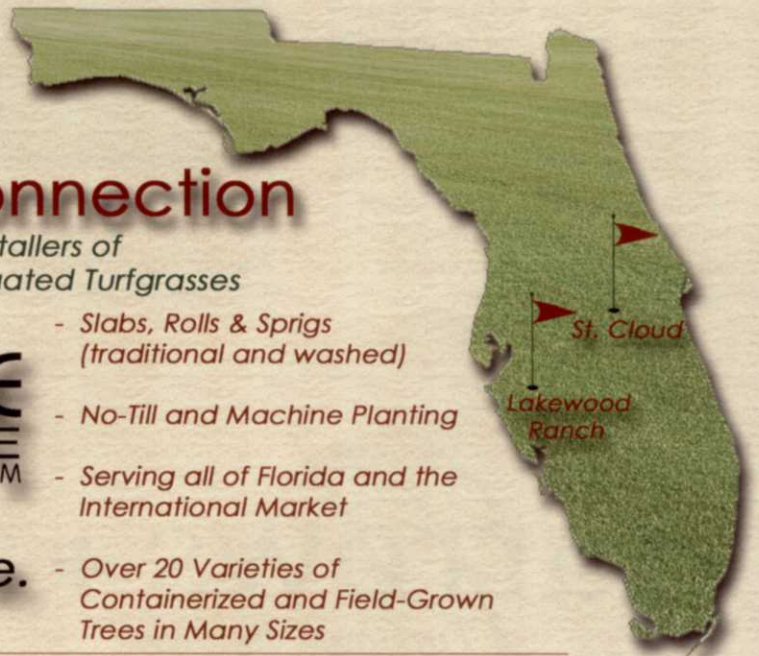 onnection
tallers of
ated Turfgrasses
- Slabs, Rolls & Sprigs
(traditional and washed)
- No-Till and Machine Planting
- Serving all of Florida and the
International Market
- Over 20 Varieties of
Containerized and Field-Grown
Trees in Many Sizes
e.
M
St. Cloud
Lakewood
Ranch